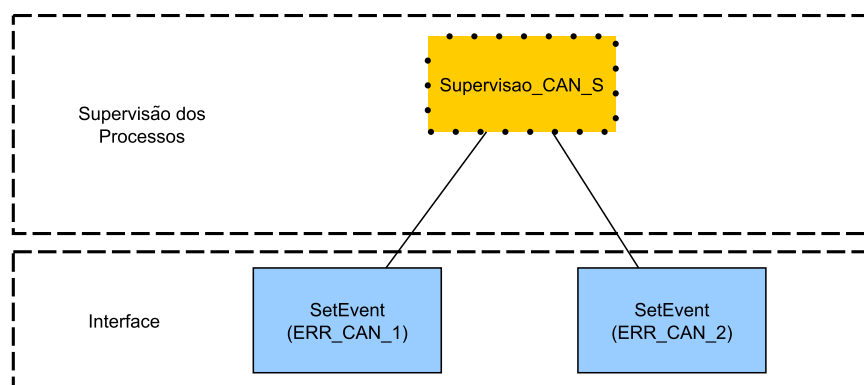 Supervisao_CAN_S
Supervisão dos
Processos
Interface
SetEvent
(ERR_CAN_1)
SetEvent
(ERR_CAN_2)